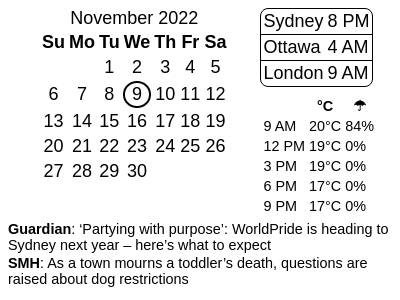 November 2022
Su Mo Tu We Th Fr Sa
1 2 3 4 5
6 7 8 9 10 11 12
13 14 15 16 17 18 19
20 21 22 23 24 25 26
27 28 29 30
Sydney 8 PM
Ottawa 4 AM
London 9 AM
°C ☂
9 AM 20°C 84%
12 PM 19°C 0%
3 PM 19°C 0%
6 PM 17°C 0%
9 PM 17°C 0%
Guardian: ‘Partying with purpose’: WorldPride is heading to
Sydney next year – here’s what to expect
SMH: As a town mourns a toddler’s death, questions are
raised about dog restrictions